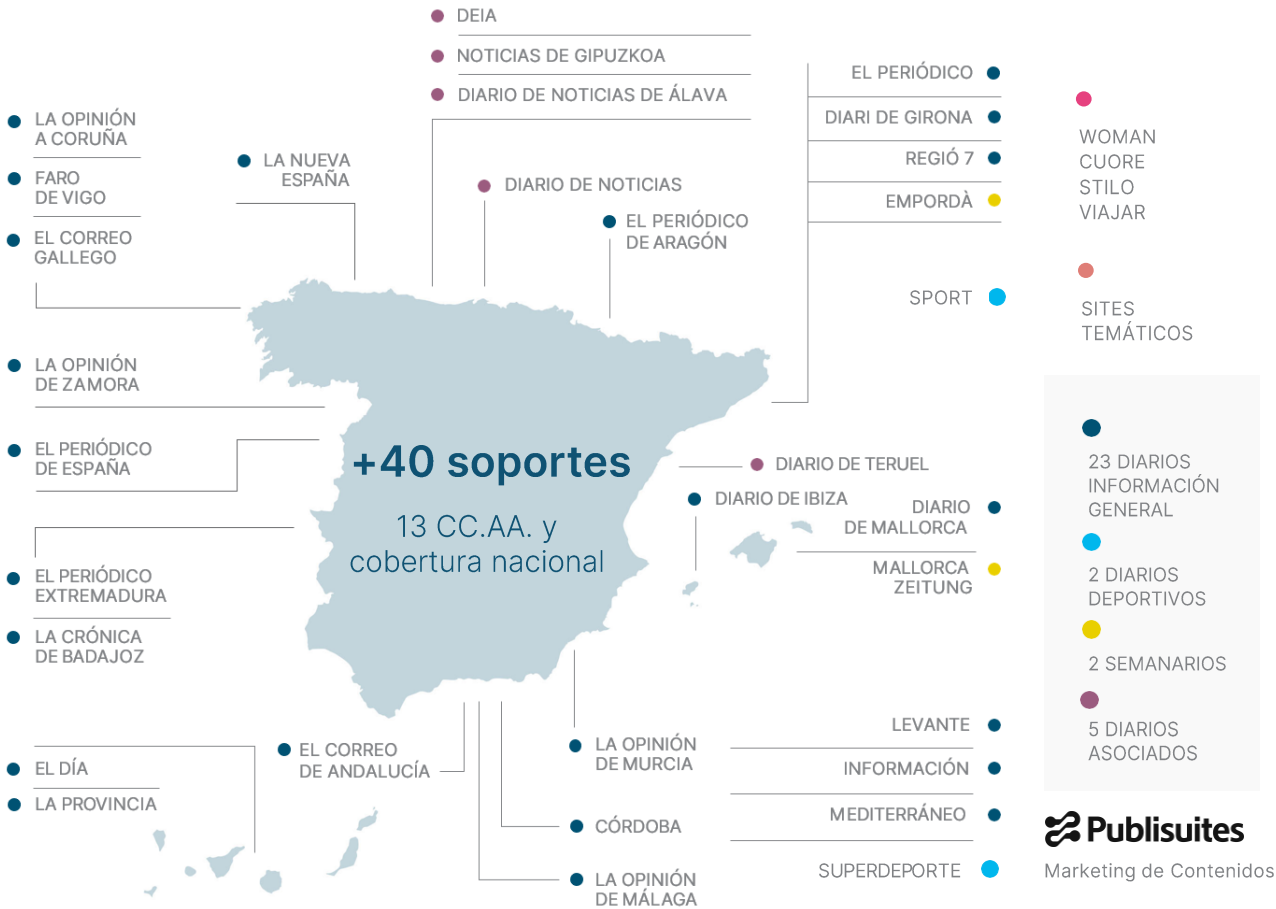 DEIA
NOTICIAS DE GIPUZKOA
DIARIO DE NOTICIAS DE ÁLAVA
LA OPINIÓN
A CORUÑA
FARO
DE VIGO
EL CORREO
GALLEGO
LA NUEVA
ESPAÑA
DIARIO DE NOTICIAS
EL PERIÓDICO
DE ARAGÓN
EL PERIÓDICO
DIARI DE GIRONA
REGIÓ 7
EMPORDÀ
SPORT
WOMAN
CUORE
STILO
VIAJAR
SITES
TEMÁTICOS
LA OPINIÓN
DE ZAMORA
EL PERIÓDICO
DE ESPAÑA
EL PERIÓDICO
EXTREMADURA
LA CRÓNICA
DE BADAJOZ
+40 soportes
13 CC.AA. y
cobertura nacional
DIARIO DE TERUEL
DIARIO DE IBIZA
DIARIO
DE MALLORCA
MALLORCA
ZEITUNG
23 DIARIOS
INFORMACIÓN
GENERAL
2 DIARIOS
DEPORTIVOS
2 SEMANARIOS
5 DIARIOS
ASOCIADOS
EL DÍA
LA PROVINCIA
EL CORREO
DE ANDALUCÍA
LA OPINIÓN
DE MURCIA
CÓRDOBA
LA OPINIÓN
DE MÁLAGA
LEVANTE
INFORMACIÓN
MEDITERRÁNEO
SUPERDEPORTE
Publisuites
Marketing de Contenidos